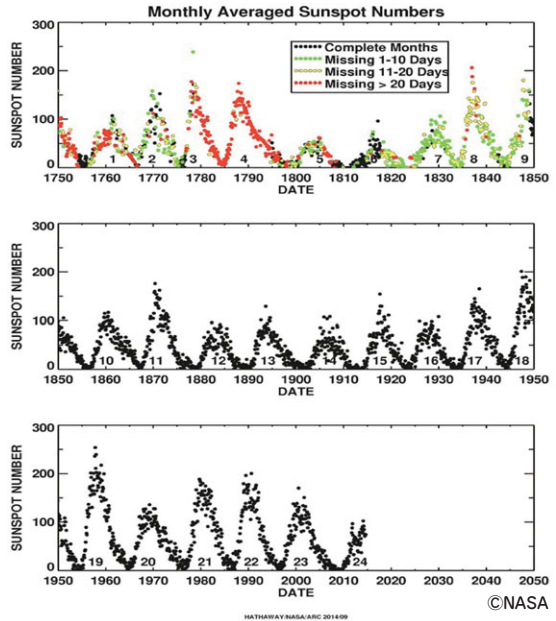 Monthly Averaged Sunspot Numbers
SUNSPOT NUMBER
300
200
100
0
Complete Months
Missing 1-10 Days
Missing 11-20 Days
Missing > 20 Days
1 2 3 4 5 6 7 8 9
1750 1760 1770 1780 1790 1800 1810 1820 1830 1840 1850
DATE
SUNSPOT NUMBER
300
200
100
0
10 11 12 13 14 15 16 17 18
1850 1860 1870 1880 1890 1900 1910 1920 1930 1940 1950
DATE
SUNSPOT NUMBER
300
200
100
0
19 20 21 22 23 24
1950 1960 1970 1980 1990 2000 2010 2020 2030 2040 2050
DATE
©NASA
HATHAWAY/NASA/ARC 2014/09